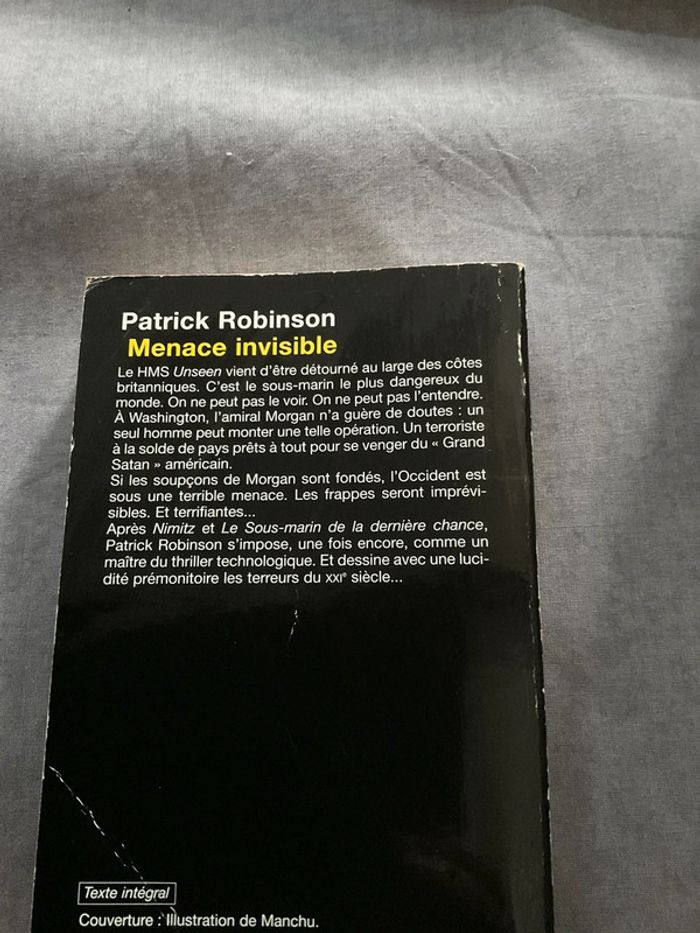 Patrick Robinson
Menace invisible
Le HMS Unseen vient d'être détourné au large des côtes
britanniques. C'est le sous-marin le plus dangereux du
monde. On ne peut pas le voir. On ne peut pas l'entendre.
À Washington, l'amiral Morgan n'a guère de doutes : un
seul homme peut monter une telle opération. Un terroriste
à la solde de pays prêts à tout pour se venger du « Grand
Satan » américain.
Si les soupçons de Morgan sont fondés, l'Occident est
sous une terrible menace. Les frappes seront imprévi-
sibles. Et terrifiantes...
Après Nimitz et Le Sous-marin de la dernière chance,
Patrick Robinson s'impose, une fois encore, comme un
maître du thriller technologique. Et dessine avec une luci-
dité prémonitoire les terreurs du XXIe siècle...
Texte intégral
Couverture : Illustration de Manchu.